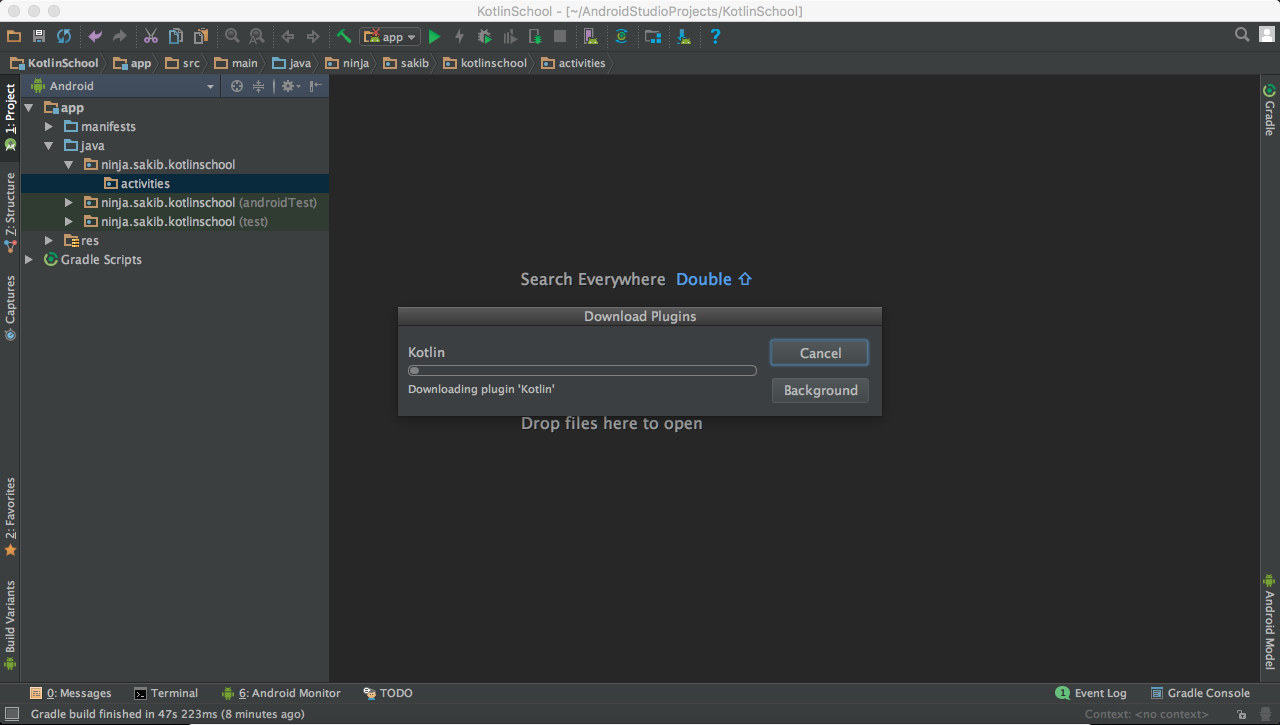 KotlinSchool - [~/AndroidStudioProjects/KotlinSchool]
app
KotlinSchool app src main java ninja sakib kotlinschool activities
Android
app
manifests
java
ninja.sakib.kotlinschool
activities
ninja.sakib.kotlinschool (androidTest)
ninja.sakib.kotlinschool (test)
res
Gradle Scripts
1: Project
7: Structure
Captures
2: Favorites
Build Variants
Search Everywhere Double ⇧
Download Plugins
Kotlin
Downloading plugin 'Kotlin'
Cancel
Background
Drop files here to open
Gradle
Android Model
0: Messages Terminal 6: Android Monitor TODO 1 Event Log Gradle Console
Gradle build finished in 47s 223ms (8 minutes ago) Context: <no context>